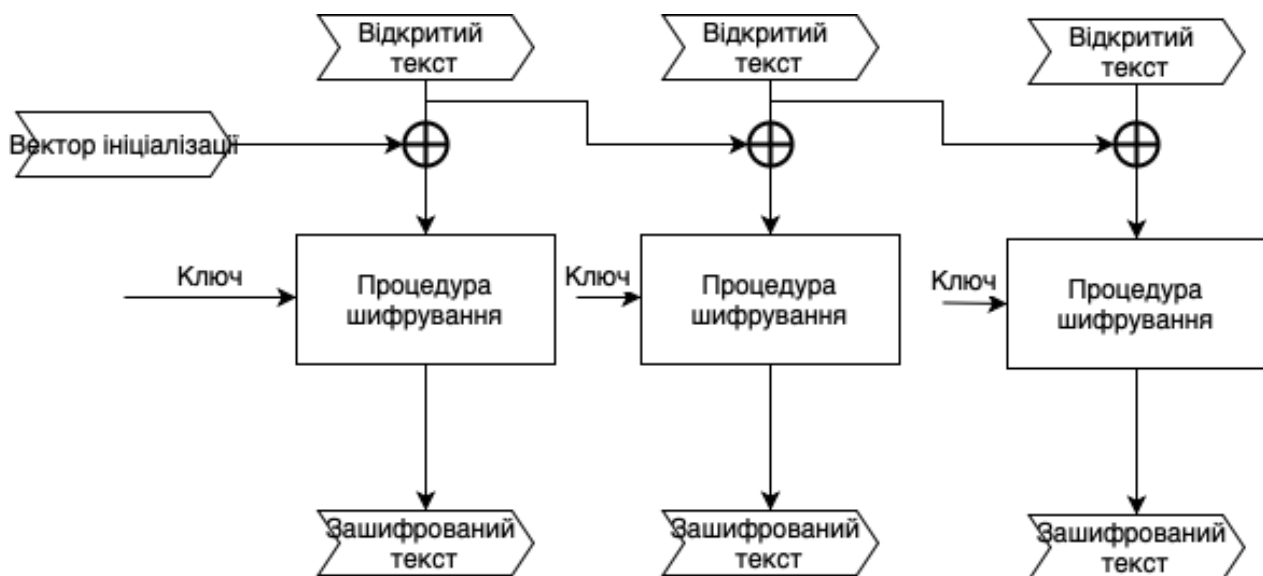 Відкритий
текст
Відкритий
текст
Відкритий
текст
Вектор ініціалізації
Ключ
Процедура
шифрування
Ключ
Процедура
шифрування
Ключ
Процедура
шифрування
Зашифрований
текст
Зашифрований
текст
Зашифрований
текст